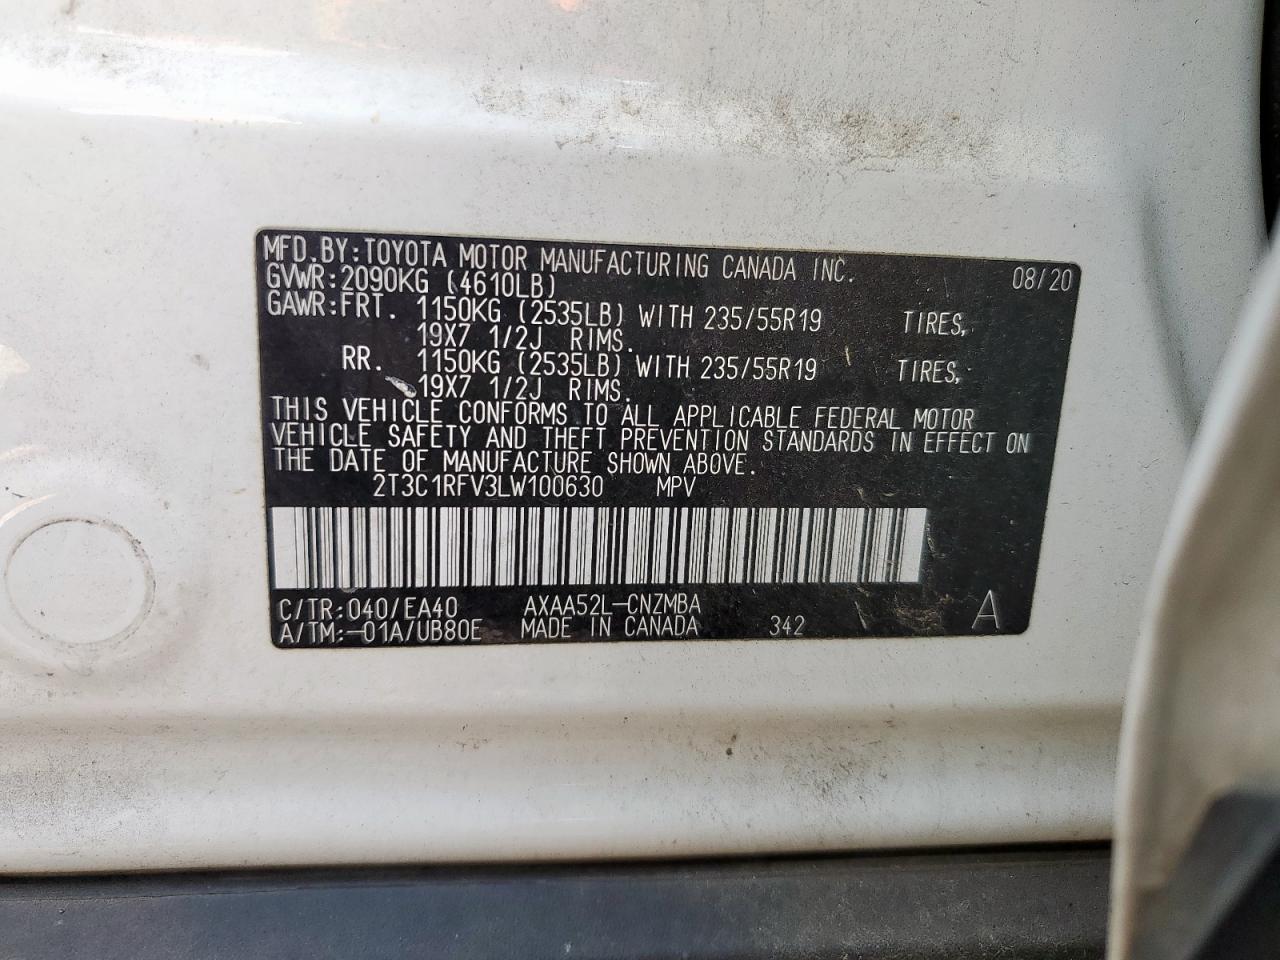 MFD.BY:TOYOTA MOTOR MANUFACTURING CANADA INC. 08/20
GVWR:2090KG (4610LB)
GAWR:FRT. 1150KG (2535LB) WITH 235/55R19 TIRES,
19X7 1/2J RIMS.
RR. 1150KG (2535LB) WITH 235/55R19 TIRES,
19X7 1/2J RIMS.
THIS VEHICLE CONFORMS TO ALL APPLICABLE FEDERAL MOTOR
VEHICLE SAFETY AND THEFT PREVENTION STANDARDS IN EFFECT ON
THE DATE OF MANUFACTURE SHOWN ABOVE.
2T3C1RFV3LW100630 MPV
C/TR:040/EA40 AXAA52L-CNZMBA
A/TM:-01A/UB80E MADE IN CANADA 342 A